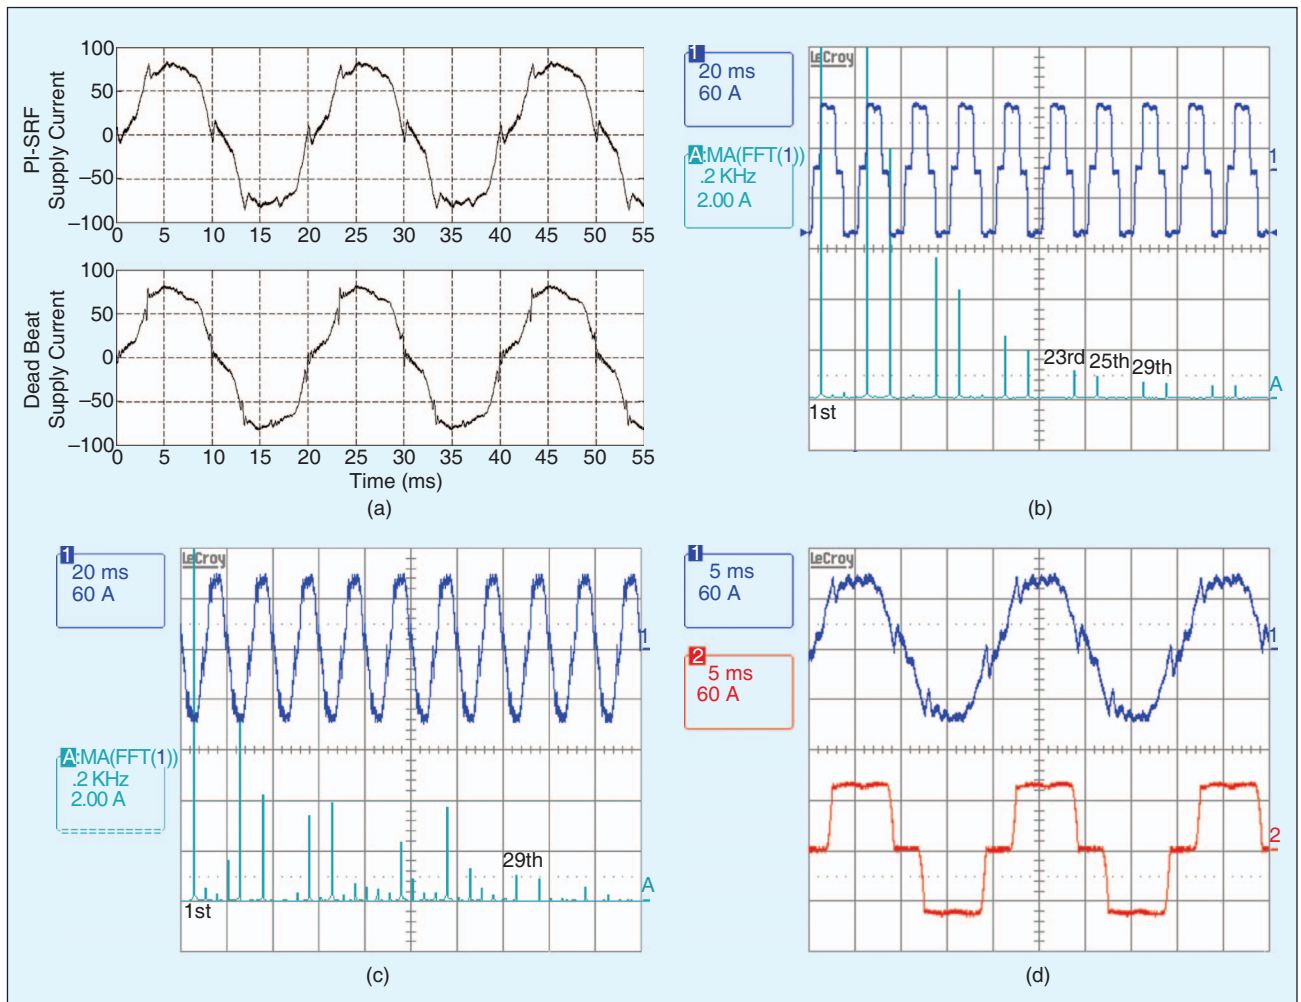 PI-SRF
Supply Current
100
50
0
−50
−100
0 5 10 15 20 25 30 35 40 45 50 55
Dead Beat
Supply Current
100
50
0
−50
−100
0 5 10 15 20 25 30 35 40 45 50 55
Time (ms)
(a)
1
20 ms
60 A
A:MA(FFT(1))
.2 KHz
2.00 A
LeCroy
1
23rd 25th 29th
A
1st
(b)
1
20 ms
60 A
A:MA(FFT(1))
.2 KHz
2.00 A
LeCroy
1
29th
A
1st
(c)
1
5 ms
60 A
2
5 ms
60 A
LeCroy
1
2
(d)